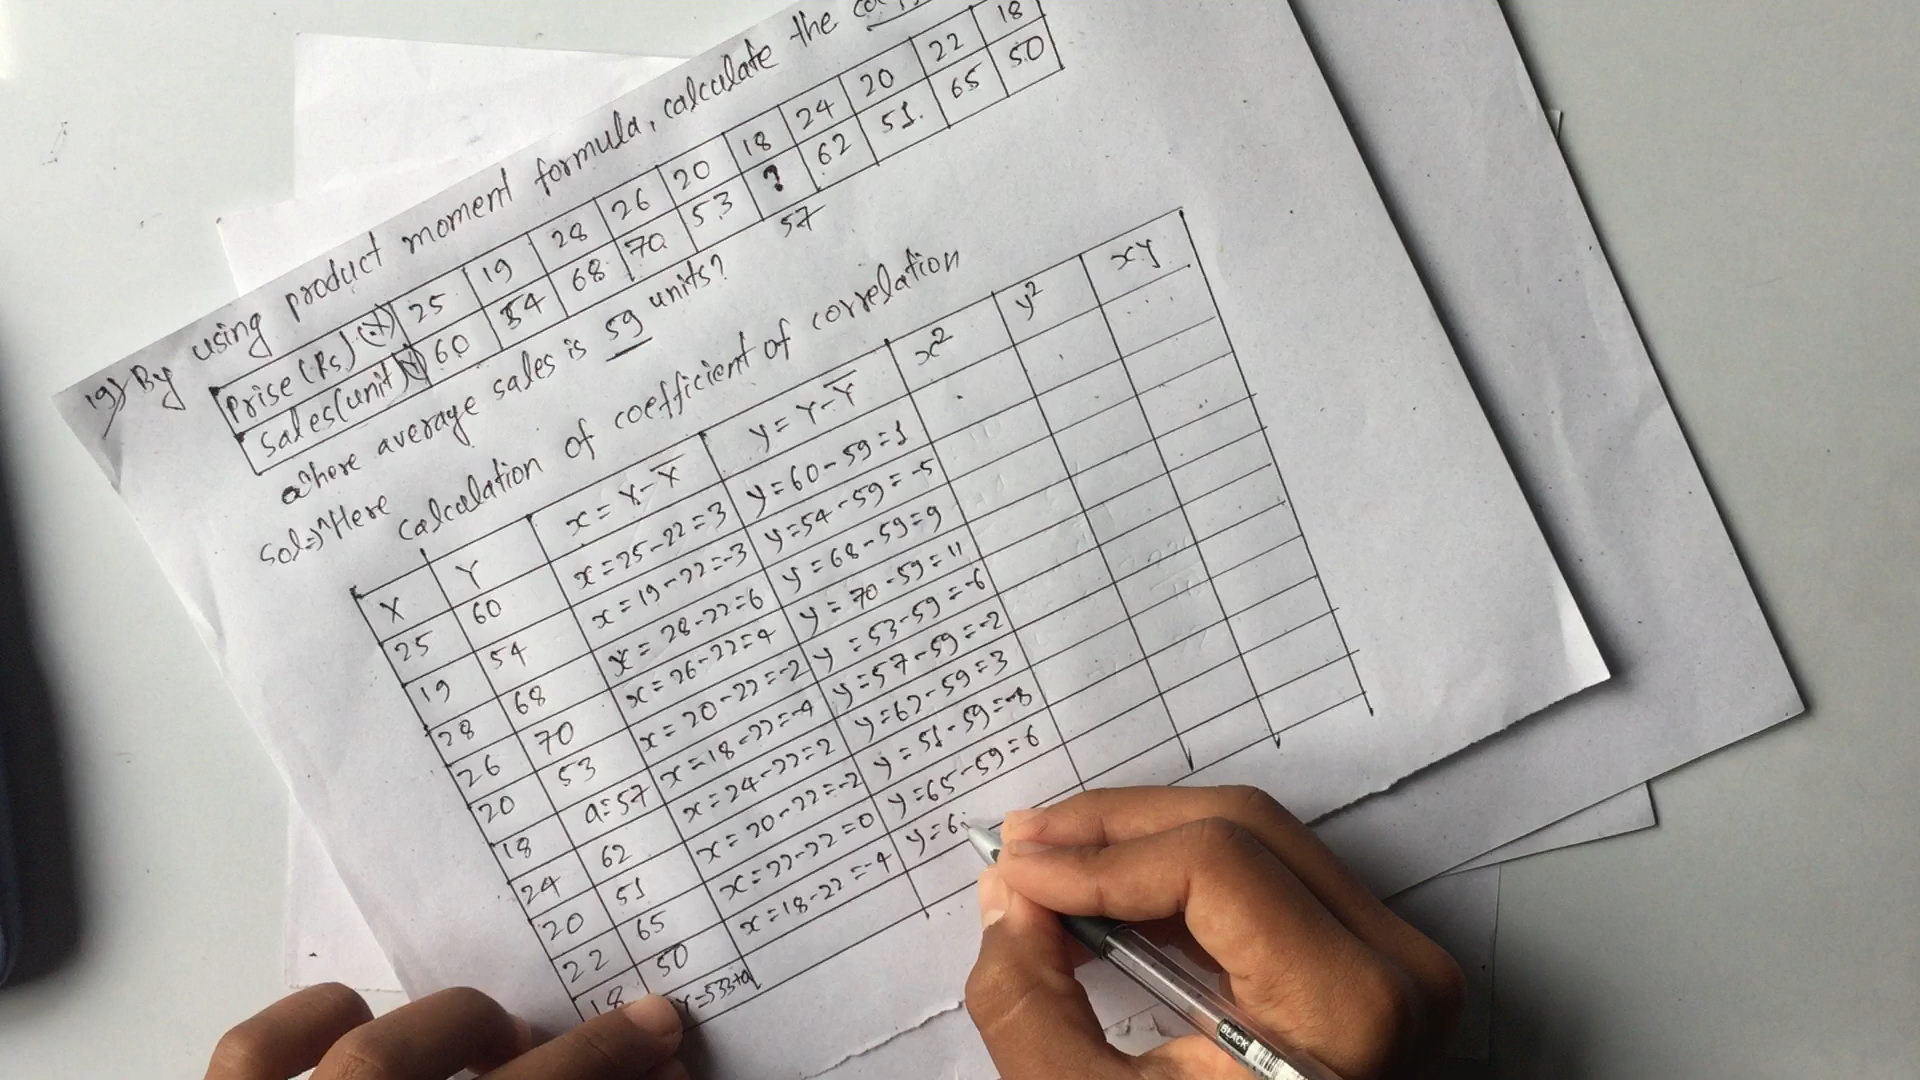 19) By using product moment formula, calculate the
Prise (Rs) (X) 25 19 28 26 20 18 24 20 22 18
Sales (unit) (Y) 60 54 68 70 53 ? 62 51. 65 50
57
where average sales is 59 units?
Sol=)ⁿ Here
calculation of coefficient of correlation
X Y x = X-X̅ y = Y-Y̅ x² y² xy
25 60 x = 25-22=3 y = 60-59=1
19 54 x = 19-22=-3 y=54-59=-5
28 68 x = 28-22=6 y = 68-59=9
26 70 x = 26-22=4 y = 70-59=11
20 53 x = 20-22=-2 y = 53-59=-6
18 a=57 x=18-22=-4 y=57-59=-2
24 62 x = 24-22=2 y=62-59=3
20 51 x = 20-22=-2 y = 51-59=-8
22 65 x=22-22=0 y=65-59=6
18 50 x=18-22=-4 y=6
Y=533+a
BLACK